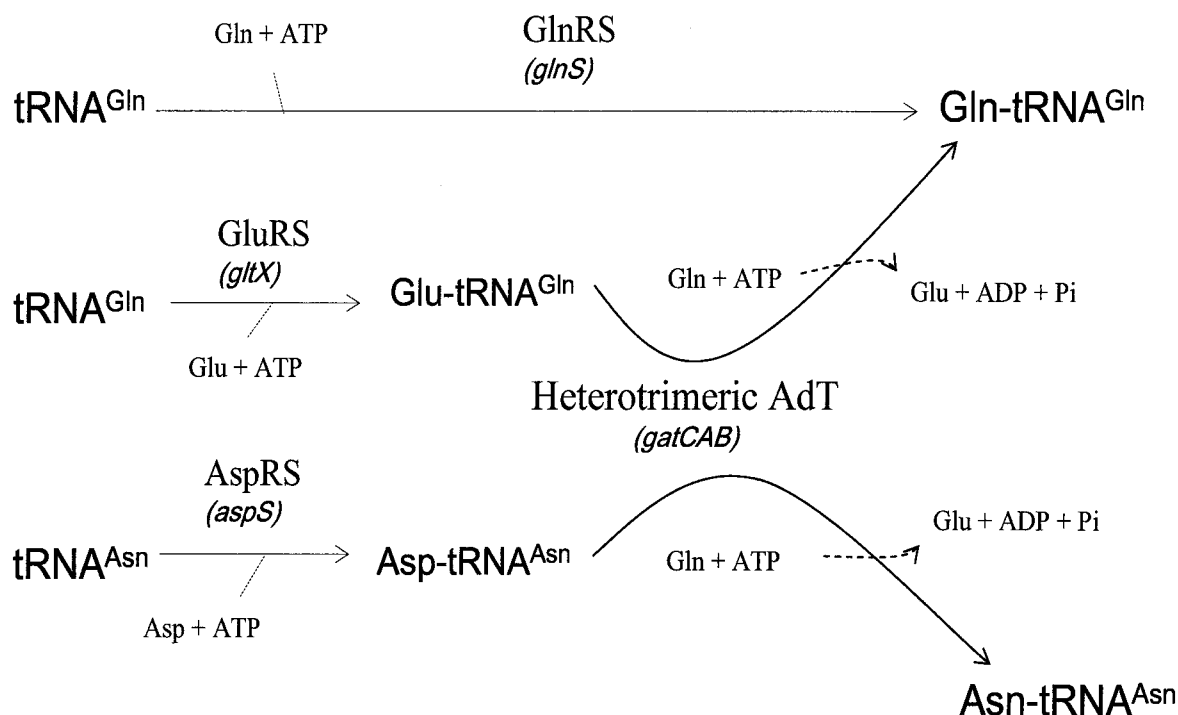 Gln + ATP
GlnRS
(glnS)
tRNAGln
Gln-tRNAGln
GluRS
(gltX)
tRNAGln
Glu + ATP
Glu-tRNAGln
Gln + ATP
Glu + ADP + Pi
Heterotrimeric AdT
(gatCAB)
AspRS
(aspS)
tRNAAsn
Asp + ATP
Asp-tRNAAsn
Gln + ATP
Glu + ADP + Pi
Asn-tRNAAsn